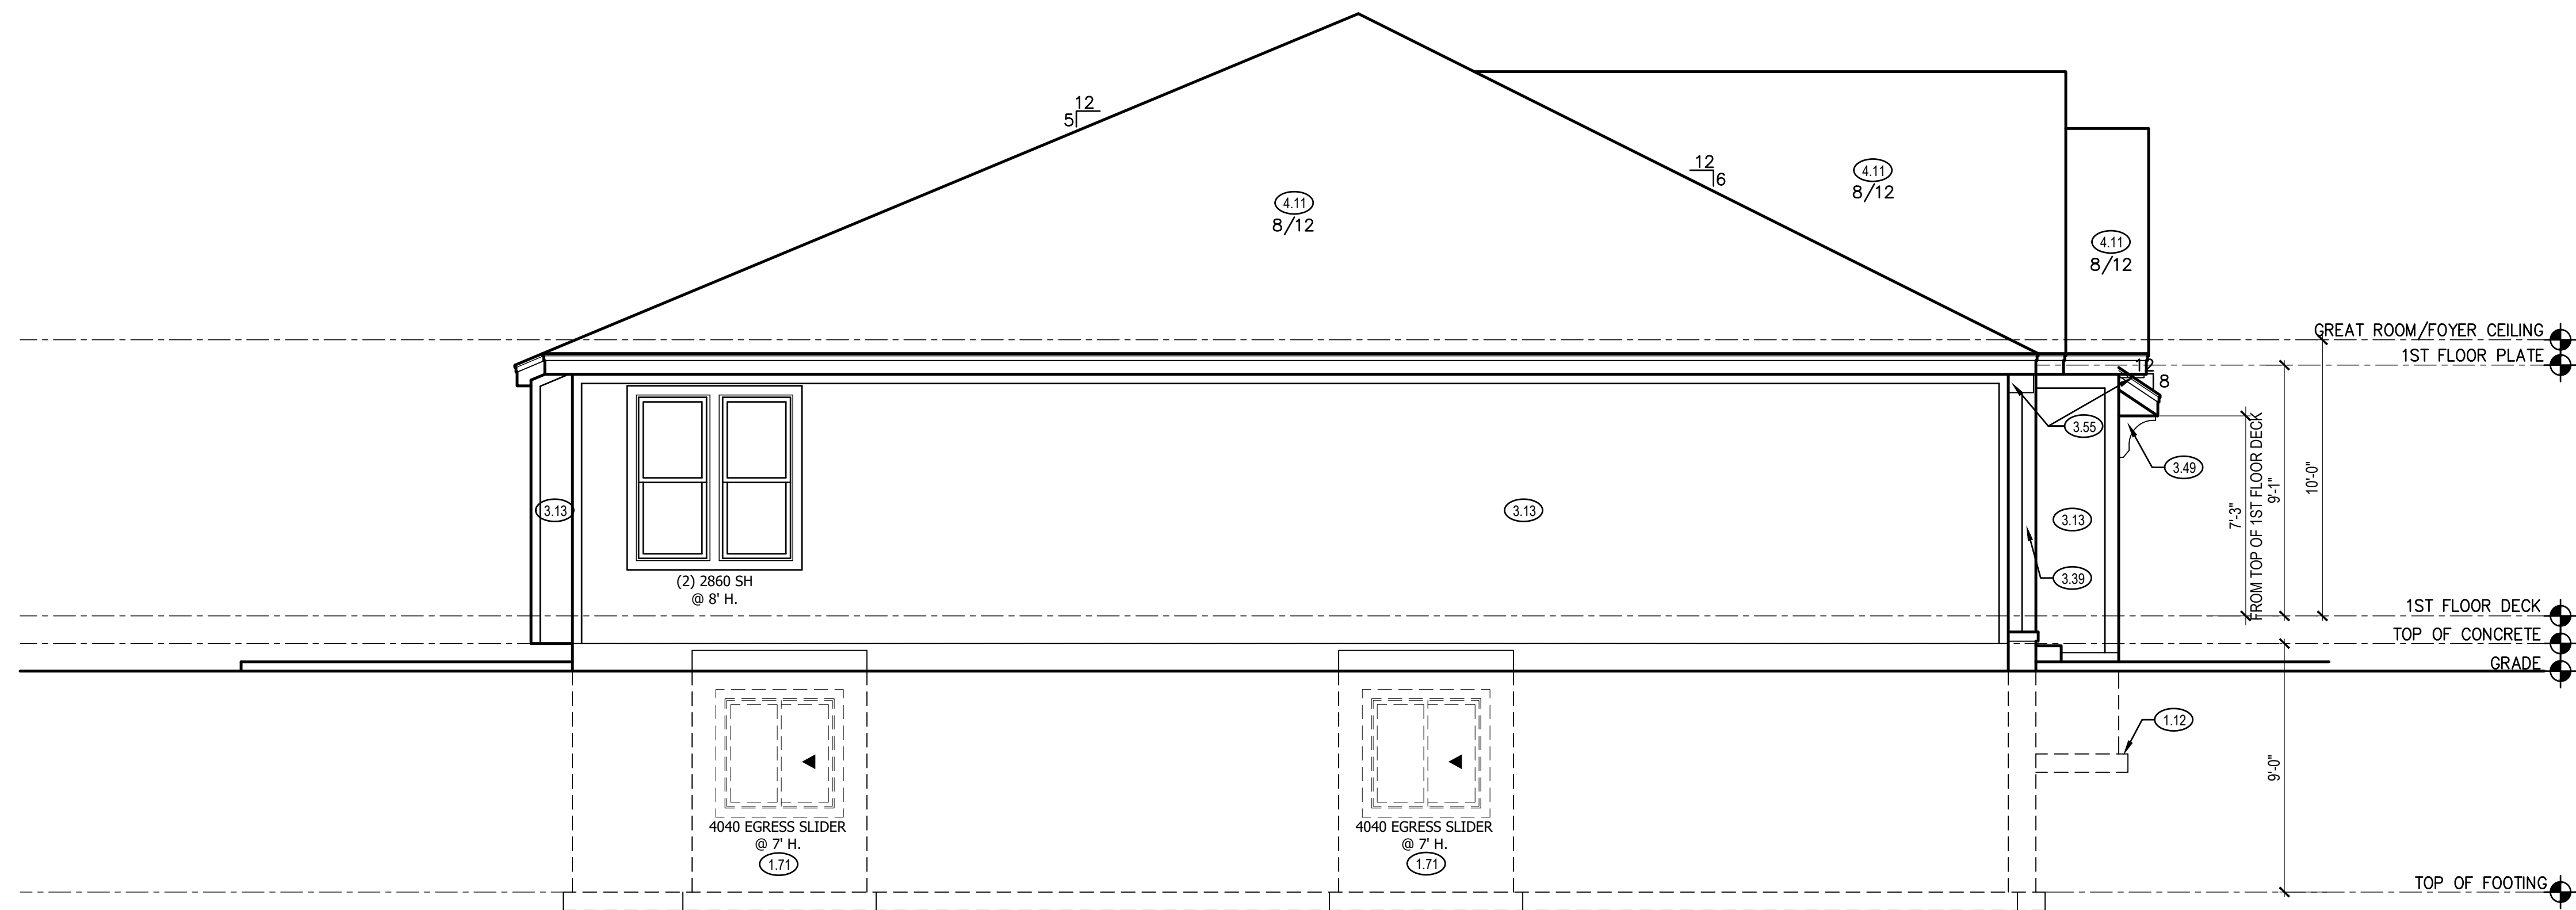 12
5
12
6
4.11
8/12
4.11
8/12
4.11
8/12
GREAT ROOM/FOYER CEILING
1ST FLOOR PLATE
12
8
3.55
3.49
3.13
3.13
3.13
3.39
7'-3"
FROM TOP OF 1ST FLOOR DECK
9'-1"
10'-0"
(2) 2860 SH
@ 8' H.
1ST FLOOR DECK
TOP OF CONCRETE
GRADE
1.12
9'-0"
4040 EGRESS SLIDER
@ 7' H.
1.71
4040 EGRESS SLIDER
@ 7' H.
1.71
TOP OF FOOTING